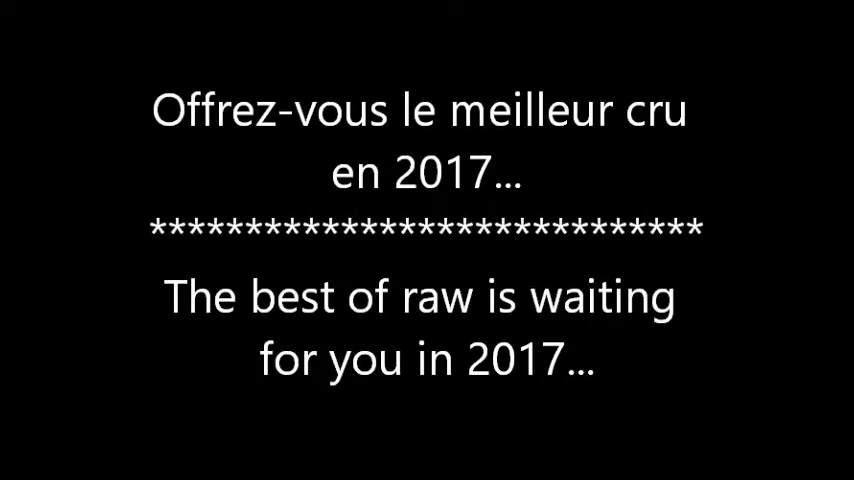 Offrez-vous le meilleur cru
en 2017...
*****************************
The best of raw is waiting
for you in 2017...